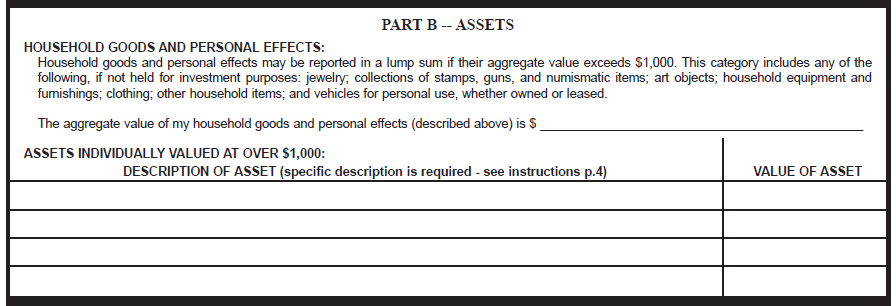 PART B -- ASSETS
HOUSEHOLD GOODS AND PERSONAL EFFECTS:
Household goods and personal effects may be reported in a lump sum if their aggregate value exceeds $1,000. This category includes any of the
following, if not held for investment purposes: jewelry; collections of stamps, guns, and numismatic items; art objects; household equipment and
furnishings; clothing; other household items; and vehicles for personal use, whether owned or leased.
The aggregate value of my household goods and personal effects (described above) is $
ASSETS INDIVIDUALLY VALUED AT OVER $1,000:
DESCRIPTION OF ASSET (specific description is required - see instructions p.4) VALUE OF ASSET